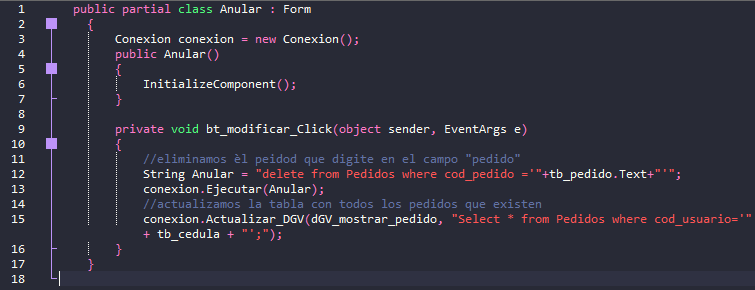 1 public partial class Anular : Form
2 {
3 Conexion conexion = new Conexion();
4 public Anular()
5 {
6 InitializeComponent();
7 }
8
9 private void bt_modificar_Click(object sender, EventArgs e)
10 {
11 //eliminamos èl peidod que digite en el campo "pedido"
12 String Anular = "delete from Pedidos where cod_pedido ='"+tb_pedido.Text+"'";
13 conexion.Ejecutar(Anular);
14 //actualizamos la tabla con todos los pedidos que existen
15 conexion.Actualizar_DGV(dGV_mostrar_pedido, "Select * from Pedidos where cod_usuario='"
+ tb_cedula + "';");
16 }
17 }
18